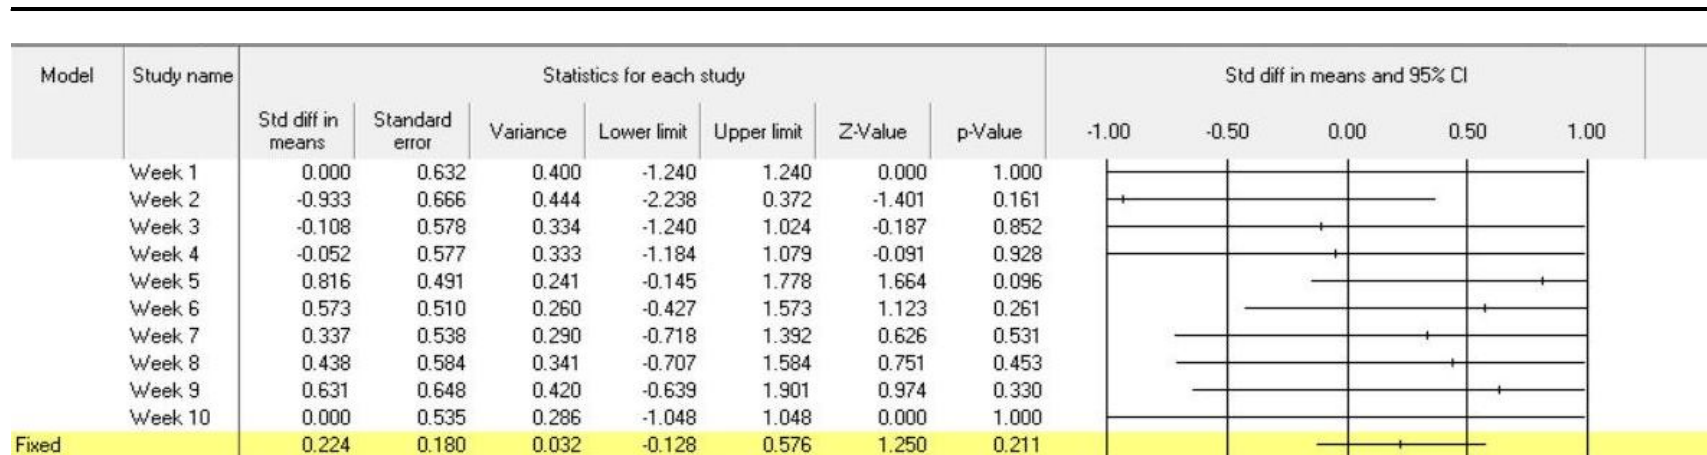 Model Study name Statistics for each study Std diff in means and 95% CI
Std diff in means Standard error Variance Lower limit Upper limit Z-Value p-Value -1.00 -0.50 0.00 0.50 1.00
Week 1 0.000 0.632 0.400 -1.240 1.240 0.000 1.000
Week 2 -0.933 0.666 0.444 -2.238 0.372 -1.401 0.161
Week 3 -0.108 0.578 0.334 -1.240 1.024 -0.187 0.852
Week 4 -0.052 0.577 0.333 -1.184 1.079 -0.091 0.928
Week 5 0.816 0.491 0.241 -0.145 1.778 1.664 0.096
Week 6 0.573 0.510 0.260 -0.427 1.573 1.123 0.261
Week 7 0.337 0.538 0.290 -0.718 1.392 0.626 0.531
Week 8 0.438 0.584 0.341 -0.707 1.584 0.751 0.453
Week 9 0.631 0.648 0.420 -0.639 1.901 0.974 0.330
Week 10 0.000 0.535 0.286 -1.048 1.048 0.000 1.000
Fixed 0.224 0.180 0.032 -0.128 0.576 1.250 0.211